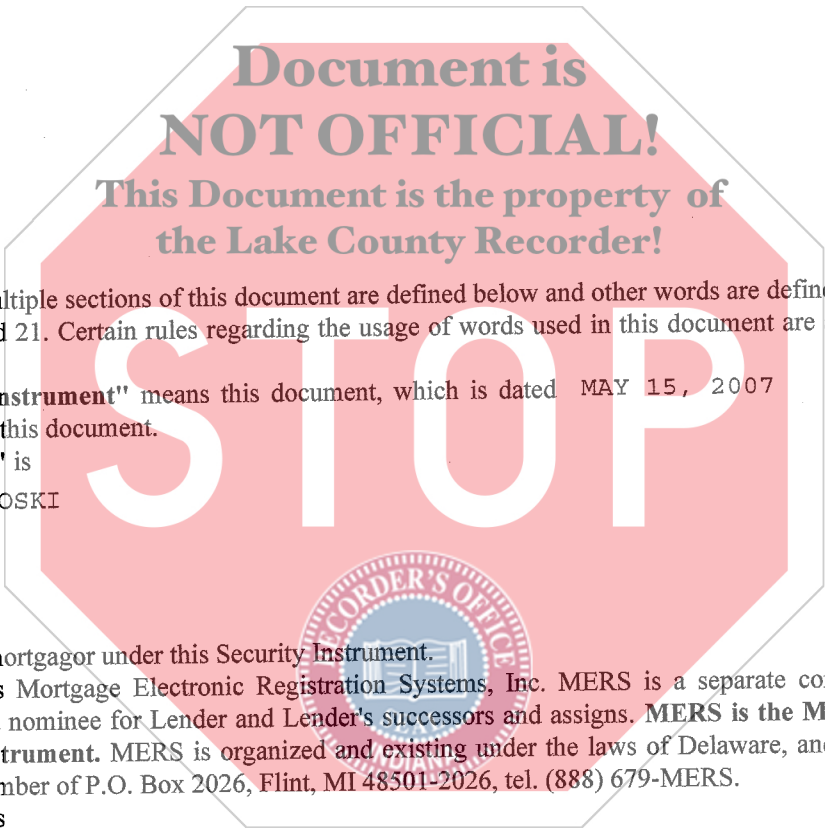 Document is
NOT OFFICIAL!
This Document is the property of
the Lake County Recorder!
ltiple sections of this document are defined below and other words are define
d 21. Certain rules regarding the usage of words used in this document are
STOP
nstrument" means this document, which is dated MAY 15, 2007
this document.
" is
OSKI
RECORDER'S OFFICE
SEAL
INDIANA
ortgagor under this Security Instrument.
s Mortgage Electronic Registration Systems, Inc. MERS is a separate co
nominee for Lender and Lender's successors and assigns. MERS is the M
trument. MERS is organized and existing under the laws of Delaware, an
mber of P.O. Box 2026, Flint, MI 48501-2026, tel. (888) 679-MERS.
s